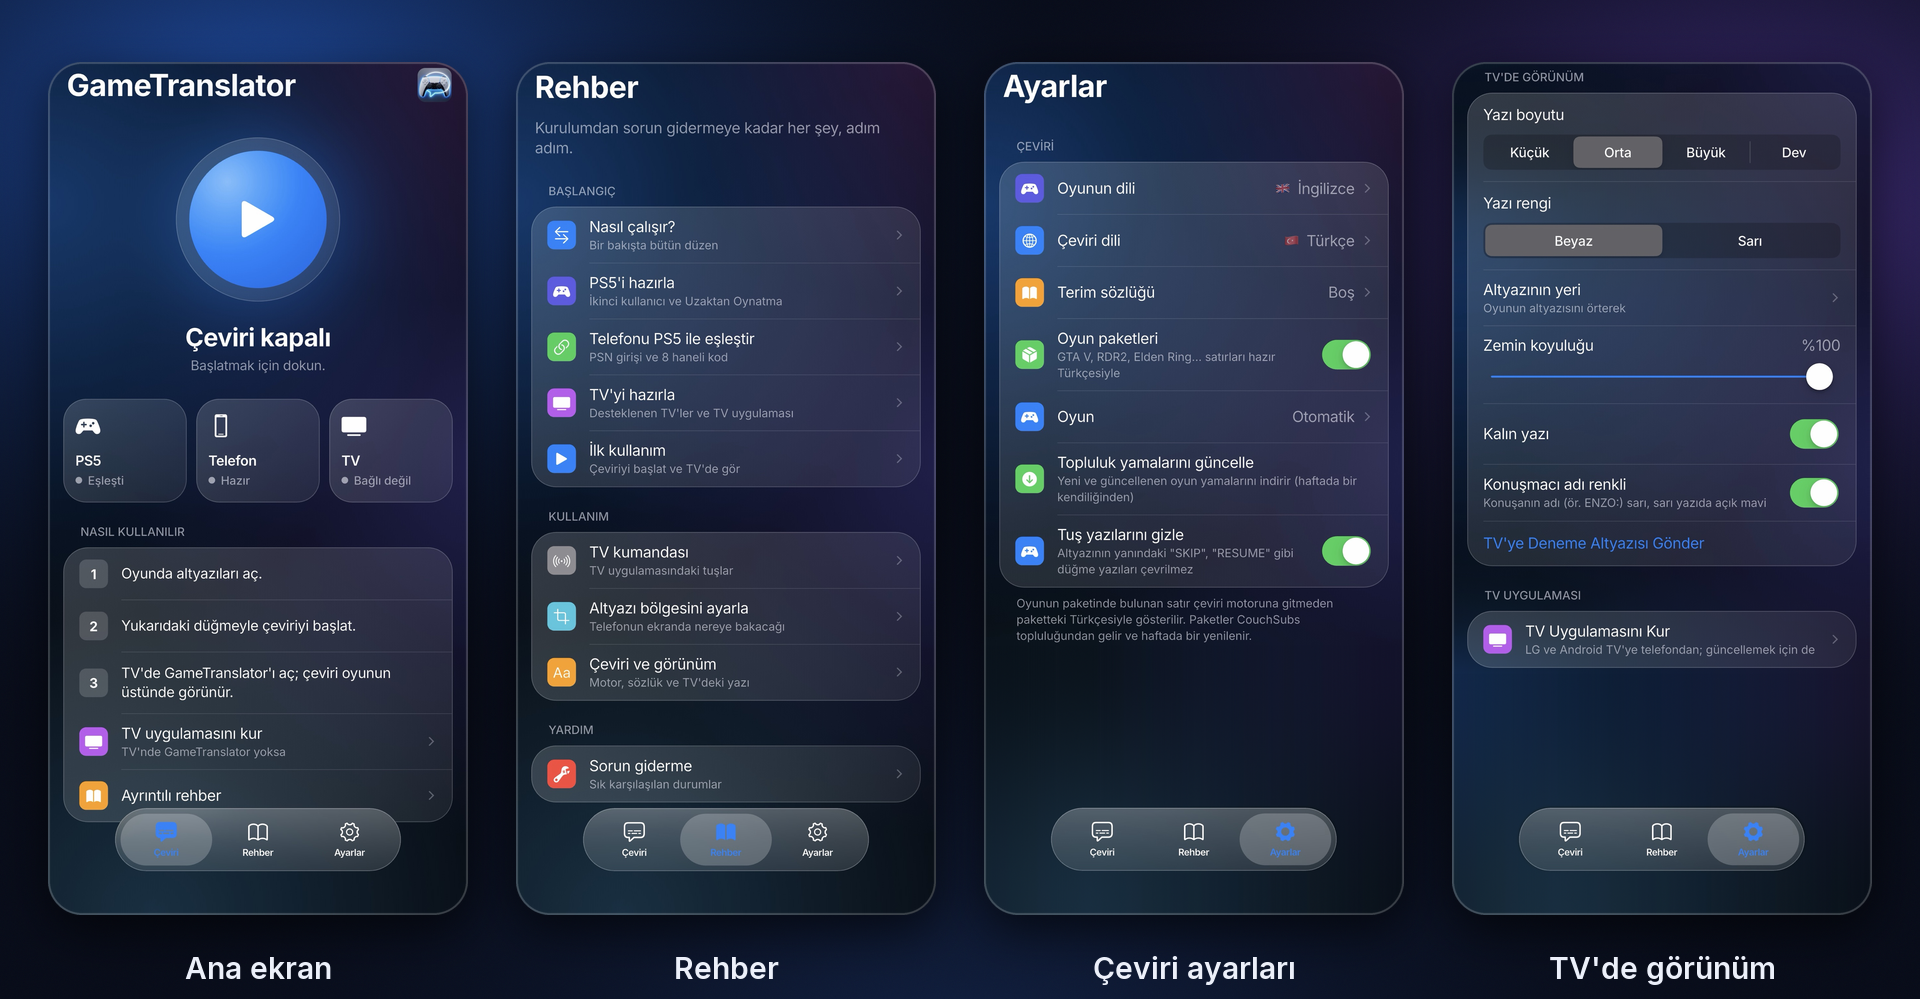 GameTranslator
Çeviri kapalı
Başlatmak için dokun.
PS5
Eşleşti
Telefon
Hazır
TV
Bağlı değil
NASIL KULLANILIR
1
Oyunda altyazıları aç.
2
Yukarıdaki düğmeyle çeviriyi başlat.
3
TV'de GameTranslator'ı aç; çeviri oyunun
üstünde görünür.
TV uygulamasını kur
TV'nde GameTranslator yoksa
Ayrıntılı rehber
Çeviri
Rehber
Ayarlar
Ana ekran
Rehber
Kurulumdan sorun gidermeye kadar her şey, adım
adım.
BAŞLANGIÇ
Nasıl çalışır?
Bir bakışta bütün düzen
PS5'i hazırla
İkinci kullanıcı ve Uzaktan Oynatma
Telefonu PS5 ile eşleştir
PSN girişi ve 8 haneli kod
TV'yi hazırla
Desteklenen TV'ler ve TV uygulaması
İlk kullanım
Çeviriyi başlat ve TV'de gör
KULLANIM
TV kumandası
TV uygulamasındaki tuşlar
Altyazı bölgesini ayarla
Telefonun ekranda nereye bakacağı
Aa
Çeviri ve görünüm
Motor, sözlük ve TV'deki yazı
YARDIM
Sorun giderme
Sık karşılaşılan durumlar
Çeviri
Rehber
Ayarlar
Rehber
Ayarlar
ÇEVİRİ
Oyunun dili
İngilizce
Çeviri dili
Türkçe
Terim sözlüğü
Boş
Oyun paketleri
GTA V, RDR2, Elden Ring... satırları hazır
Türkçesiyle
Oyun
Otomatik
Topluluk yamalarını güncelle
Yeni ve güncellenen oyun yamalarını indirir (haftada bir
kendiliğinden)
Tuş yazılarını gizle
Altyazının yanındaki "SKIP", "RESUME" gibi
düğme yazıları çevrilmez
Oyunun paketinde bulunan satır çeviri motoruna gitmeden
paketteki Türkçesiyle gösterilir. Paketler CouchSubs
topluluğundan gelir ve haftada bir yenilenir.
Çeviri
Rehber
Ayarlar
Çeviri ayarları
TV'DE GÖRÜNÜM
Yazı boyutu
Küçük
Orta
Büyük
Dev
Yazı rengi
Beyaz
Sarı
Altyazının yeri
Oyunun altyazısını örterek
Zemin koyuluğu
%100
Kalın yazı
Konuşmacı adı renkli
Konuşanın adı (ör. ENZO:) sarı, sarı yazıda açık mavi
TV'ye Deneme Altyazısı Gönder
TV UYGULAMASI
TV Uygulamasını Kur
LG ve Android TV'ye telefondan; güncellemek için de
Çeviri
Rehber
Ayarlar
TV'de görünüm